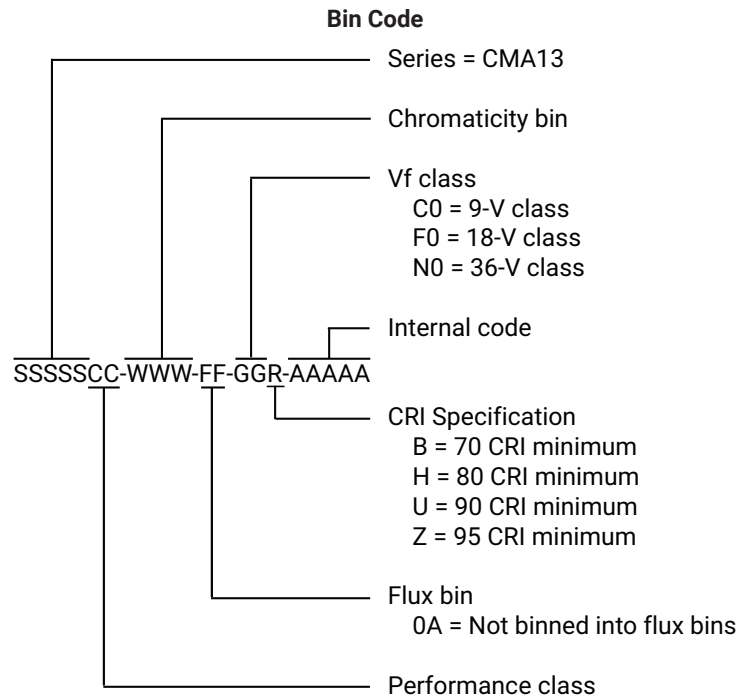 Bin Code
Series = CMA13
Chromaticity bin
Vf class
C0 = 9-V class
F0 = 18-V class
N0 = 36-V class
Internal code
SSSSSCC-WWW-FF-GGR-AAAAA
CRI Specification
B = 70 CRI minimum
H = 80 CRI minimum
U = 90 CRI minimum
Z = 95 CRI minimum
Flux bin
0A = Not binned into flux bins
Performance class